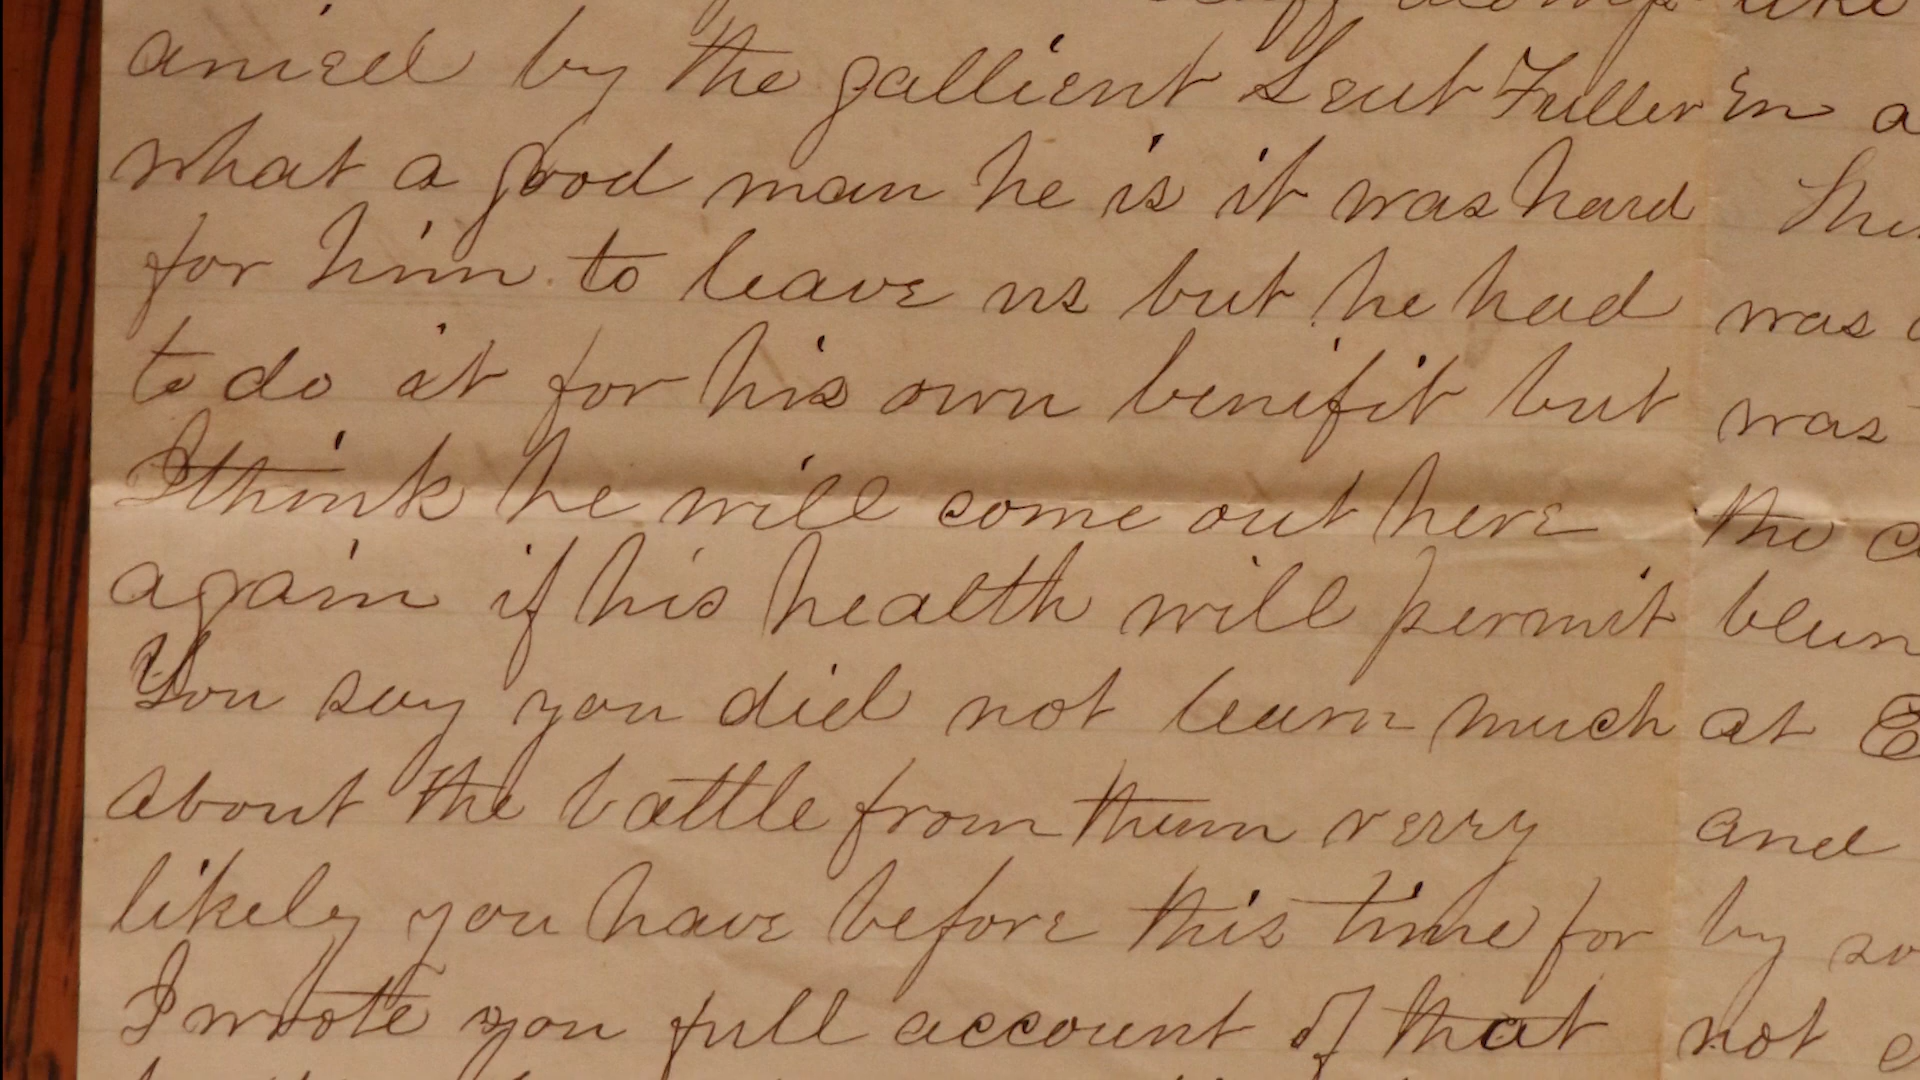 by the gallient Leut Fuller
what a good man he is it was hard
for him to leave us but he had
to do it for his own benifit but
I think he will come out here
again if his health will permit
You say you did not learn much
about the battle from them verry
likely you have before this time for
I wrote you full account of that
was
was
the
at
and
by
not